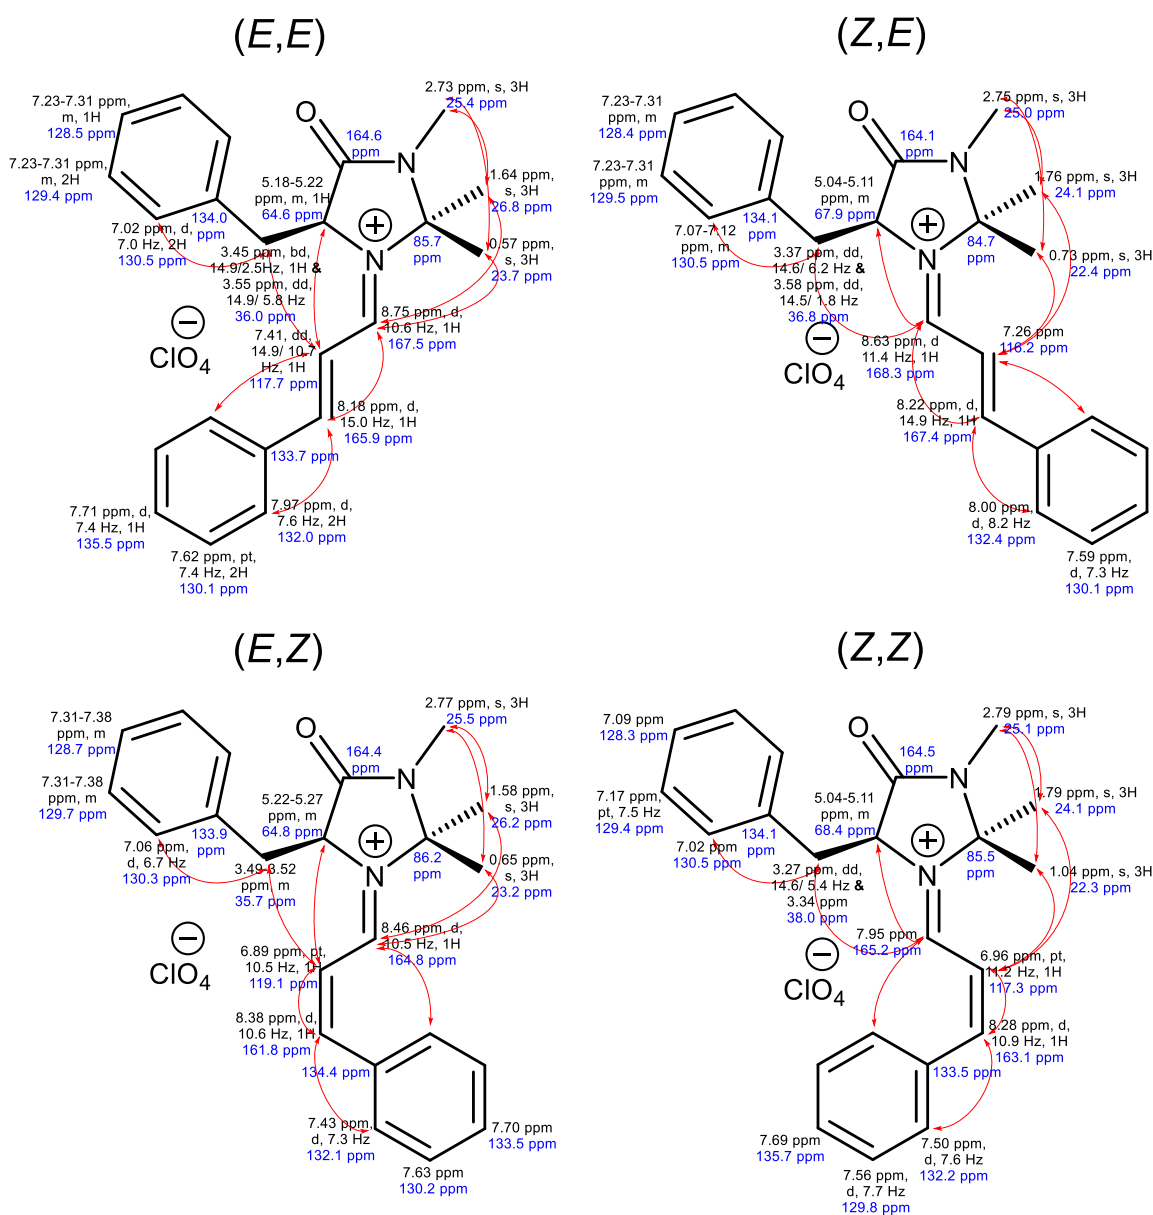 (E,E)
7.23-7.31 ppm,
m, 1H
128.5 ppm
7.23-7.31 ppm,
m, 2H
129.4 ppm
7.02 ppm, d,
7.0 Hz, 2H
130.5 ppm
134.0
ppm
O
164.6
ppm
N
2.73 ppm, s, 3H
25.4 ppm
1.64 ppm,
s, 3H
26.8 ppm
0.57 ppm,
s, 3H
23.7 ppm
5.18-5.22
ppm, m, 1H
64.6 ppm
+
85.7
ppm
N
3.45 ppm, bd,
14.9/2.5Hz, 1H &
3.55 ppm, dd,
14.9/ 5.8 Hz
36.0 ppm
8.75 ppm, d,
10.6 Hz, 1H
167.5 ppm
7.41, dd,
14.9/ 10.7
Hz, 1H
117.7 ppm
ClO4
8.18 ppm, d,
15.0 Hz, 1H
165.9 ppm
133.7 ppm
7.97 ppm, d,
7.6 Hz, 2H
132.0 ppm
7.71 ppm, d,
7.4 Hz, 1H
135.5 ppm
7.62 ppm, pt,
7.4 Hz, 2H
130.1 ppm
(Z,E)
7.23-7.31
ppm, m
128.4 ppm
7.23-7.31
ppm, m
129.5 ppm
7.07-7.12
ppm, m
130.5 ppm
134.1
ppm
O
164.1
ppm
N
2.75 ppm, s, 3H
25.0 ppm
1.76 ppm, s, 3H
24.1 ppm
0.73 ppm, s, 3H
22.4 ppm
5.04-5.11
ppm, m
67.9 ppm
+
84.7
ppm
N
3.37 ppm, dd,
14.6/ 6.2 Hz &
3.58 ppm, dd,
14.5/ 1.8 Hz
36.8 ppm
ClO4
8.63 ppm, d
11.4 Hz, 1H
168.3 ppm
7.26 ppm
116.2 ppm
8.22 ppm, d,
14.9 Hz, 1H
167.4 ppm
8.00 ppm,
d, 8.2 Hz
132.4 ppm
7.59 ppm,
d, 7.3 Hz
130.1 ppm
(E,Z)
7.31-7.38
ppm, m
128.7 ppm
7.31-7.38
ppm, m
129.7 ppm
7.06 ppm,
d, 6.7 Hz
130.3 ppm
133.9
ppm
O
164.4
ppm
N
2.77 ppm, s, 3H
25.5 ppm
1.58 ppm,
s, 3H
26.2 ppm
0.65 ppm,
s, 3H
23.2 ppm
5.22-5.27
ppm, m
64.8 ppm
+
86.2
ppm
N
3.49-3.52
ppm, m
35.7 ppm
ClO4
8.46 ppm, d,
10.5 Hz, 1H
164.8 ppm
6.89 ppm, pt,
10.5 Hz, 1H
119.1 ppm
8.38 ppm, d,
10.6 Hz, 1H
161.8 ppm
134.4 ppm
7.43 ppm,
d, 7.3 Hz
132.1 ppm
7.70 ppm
133.5 ppm
7.63 ppm
130.2 ppm
(Z,Z)
7.09 ppm
128.3 ppm
7.17 ppm,
pt, 7.5 Hz
129.4 ppm
7.02 ppm
130.5 ppm
134.1
ppm
O
164.5
ppm
N
2.79 ppm, s, 3H
25.1 ppm
1.79 ppm, s, 3H
24.1 ppm
1.04 ppm, s, 3H
22.3 ppm
5.04-5.11
ppm, m
68.4 ppm
+
85.5
ppm
N
3.27 ppm, dd,
14.6/ 5.4 Hz &
3.34 ppm
38.0 ppm
ClO4
7.95 ppm
165.2 ppm
6.96 ppm, pt,
11.2 Hz, 1H
117.3 ppm
8.28 ppm, d,
10.9 Hz, 1H
163.1 ppm
133.5 ppm
7.50 ppm,
d, 7.6 Hz
132.2 ppm
7.69 ppm
135.7 ppm
7.56 ppm,
d, 7.7 Hz
129.8 ppm